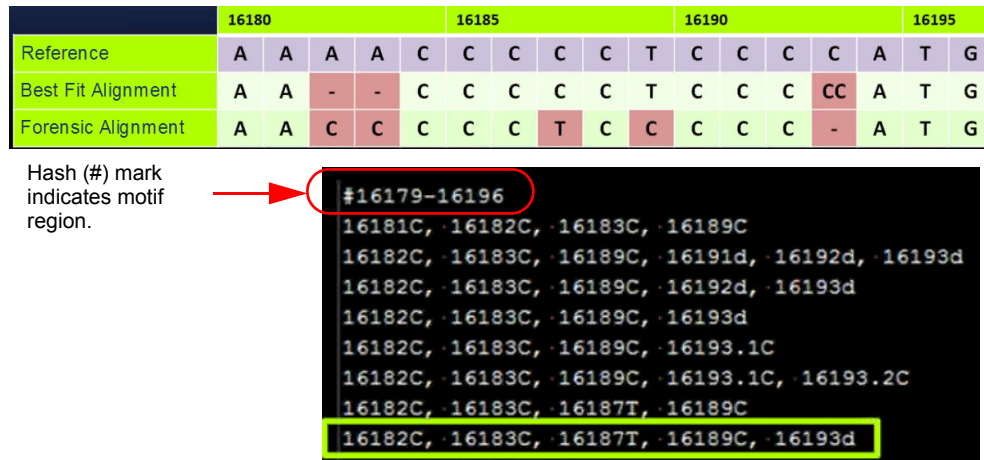 16180 16185 16190 16195
Reference A A A A C C C C C T C C C C A T G
Best Fit Alignment A A - - C C C C C T C C C CC A T G
Forensic Alignment A A C C C C C T C C C C C - A T G
Hash (#) mark
indicates motif
region.
#16179-16196
16181C, 16182C, 16183C, 16189C
16182C, 16183C, 16189C, 16191d, 16192d, 16193d
16182C, 16183C, 16189C, 16192d, 16193d
16182C, 16183C, 16189C, 16193d
16182C, 16183C, 16189C, 16193.1C
16182C, 16183C, 16189C, 16193.1C, 16193.2C
16182C, 16183C, 16187T, 16189C
16182C, 16183C, 16187T, 16189C, 16193d